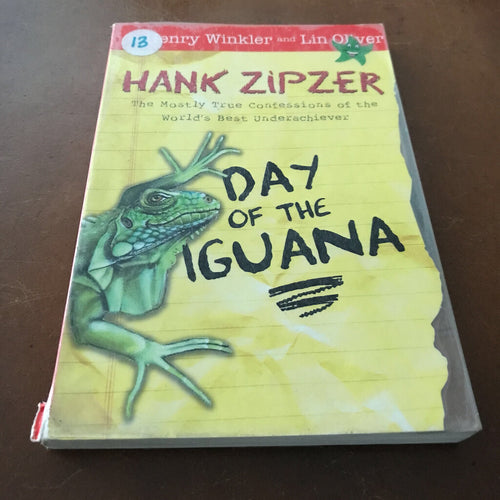 13
enry Winkler and Lin Oliver
HANK ZIPZER
The Mostly True Confessions of the
World's Best Underachiever
DAY
OF THE
IGUANA